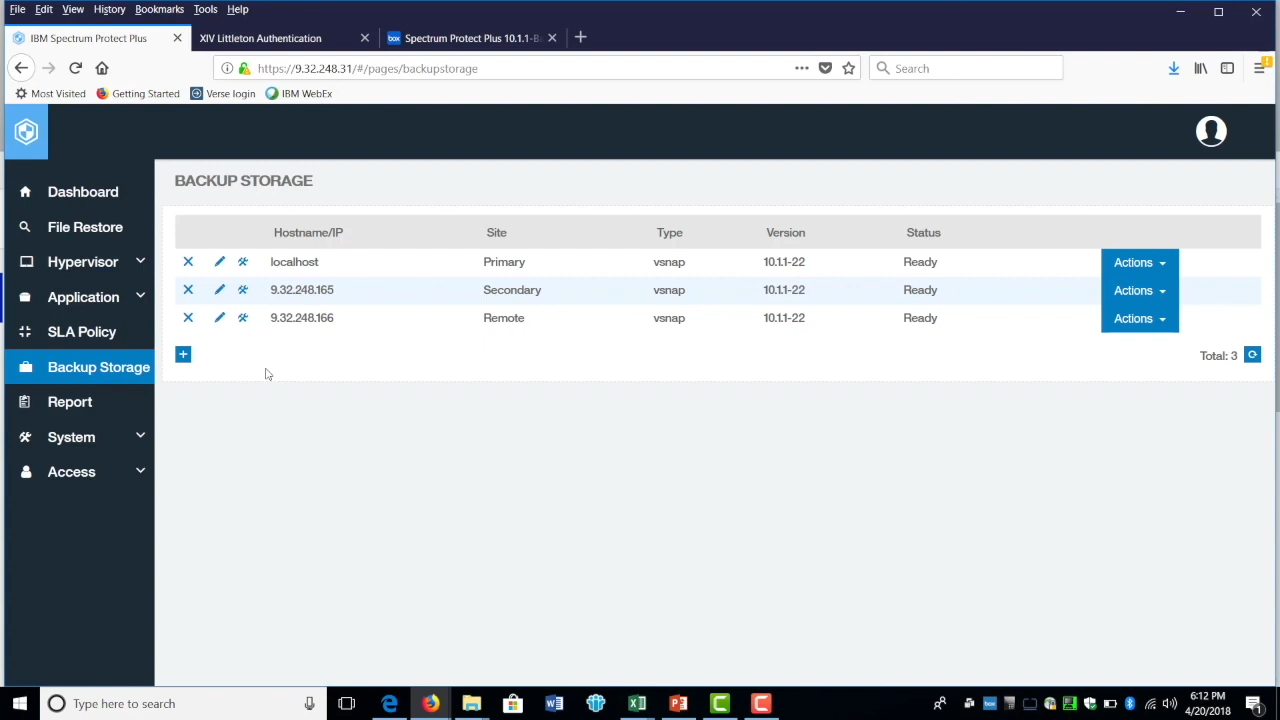 File Edit View History Bookmarks Tools Help
IBM Spectrum Protect Plus XIV Littleton Authentication box Spectrum Protect Plus 10.1.1-B
https://9.32.248.31/#/pages/backupstorage Search
Most Visited Getting Started Verse login IBM WebEx
Dashboard
File Restore
Hypervisor
Application
SLA Policy
Backup Storage
Report
System
Access
BACKUP STORAGE
Hostname/IP Site Type Version Status
localhost Primary vsnap 10.1.1-22 Ready Actions
9.32.248.165 Secondary vsnap 10.1.1-22 Ready Actions
9.32.248.166 Remote vsnap 10.1.1-22 Ready Actions
Total: 3
Type here to search
6:12 PM
4/20/2018